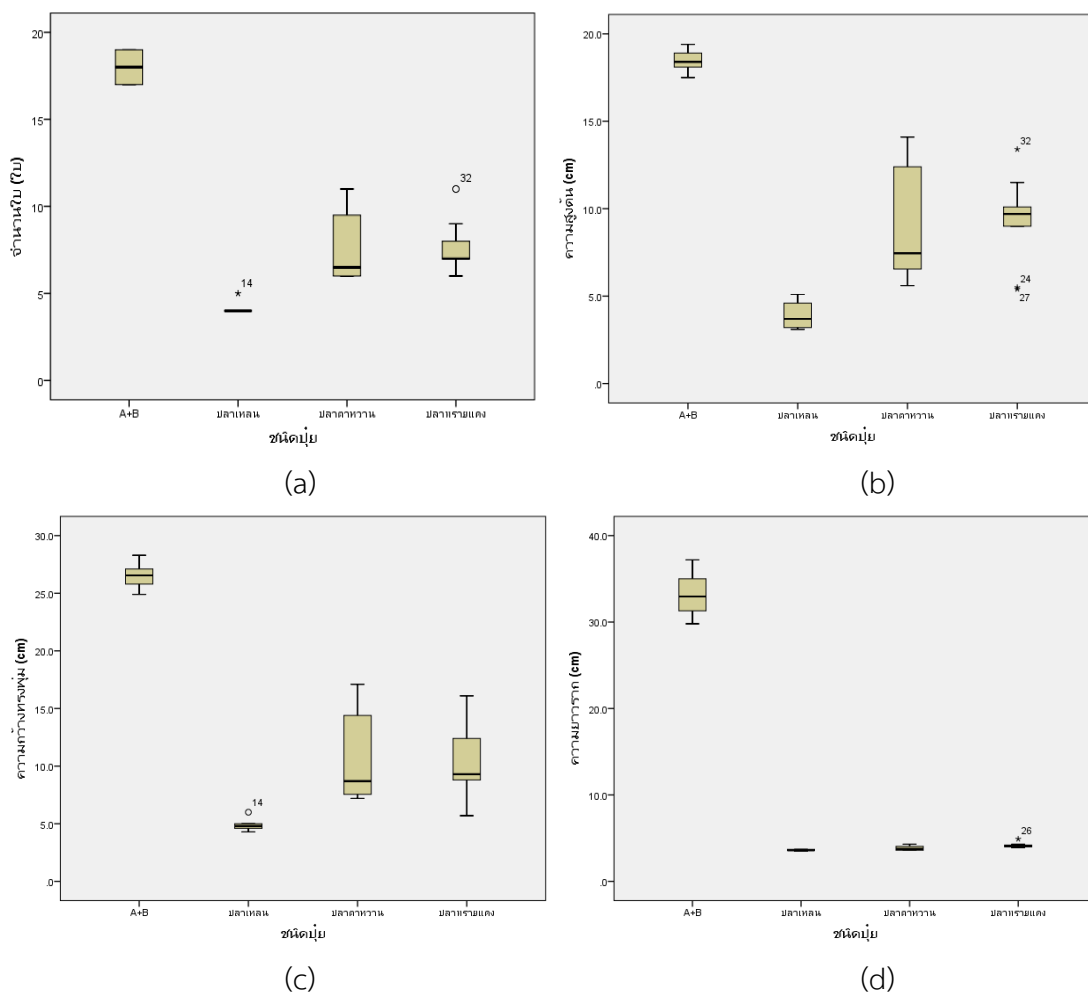 20
15
10
5
0
จำนวนใบ (ใบ)
14
32
A+B
ปลาเหลน
ปลาตาหวาน
ปลาทรายแดง
ชนิดปุ๋ย
(a)
20.0
15.0
10.0
5.0
.0
ความสูงต้น (cm)
32
24
27
A+B
ปลาเหลน
ปลาตาหวาน
ปลาทรายแดง
ชนิดปุ๋ย
(b)
30.0
25.0
20.0
15.0
10.0
5.0
.0
ความกว้างทรงพุ่ม (cm)
14
A+B
ปลาเหลน
ปลาตาหวาน
ปลาทรายแดง
ชนิดปุ๋ย
(c)
40.0
30.0
20.0
10.0
.0
ความยาวราก (cm)
26
A+B
ปลาเหลน
ปลาตาหวาน
ปลาทรายแดง
ชนิดปุ๋ย
(d)